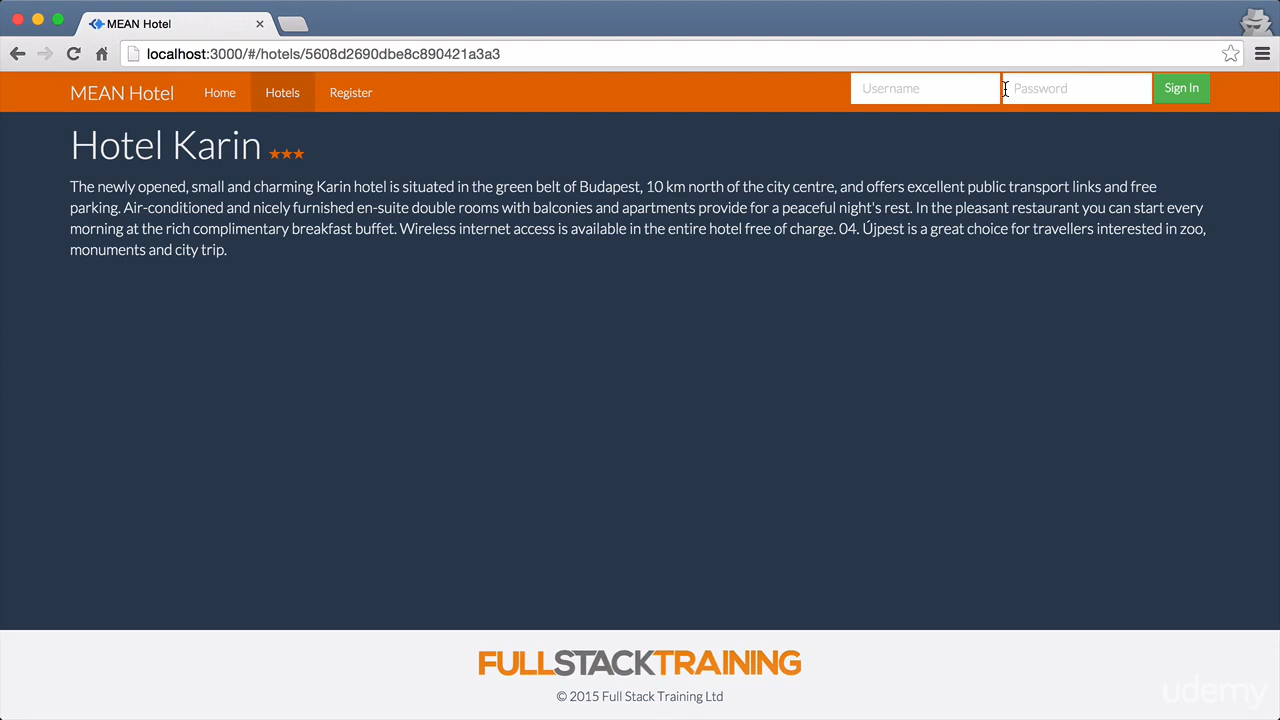 MEAN Hotel
localhost:3000/#/hotels/5608d2690dbe8c890421a3a3
MEAN Hotel Home Hotels Register Username Password Sign In
Hotel Karin ★★★
The newly opened, small and charming Karin hotel is situated in the green belt of Budapest, 10 km north of the city centre, and offers excellent public transport links and free
parking. Air-conditioned and nicely furnished en-suite double rooms with balconies and apartments provide for a peaceful night's rest. In the pleasant restaurant you can start every
morning at the rich complimentary breakfast buffet. Wireless internet access is available in the entire hotel free of charge. 04. Újpest is a great choice for travellers interested in zoo,
monuments and city trip.
FULLSTACKTRAINING
© 2015 Full Stack Training Ltd
udemy